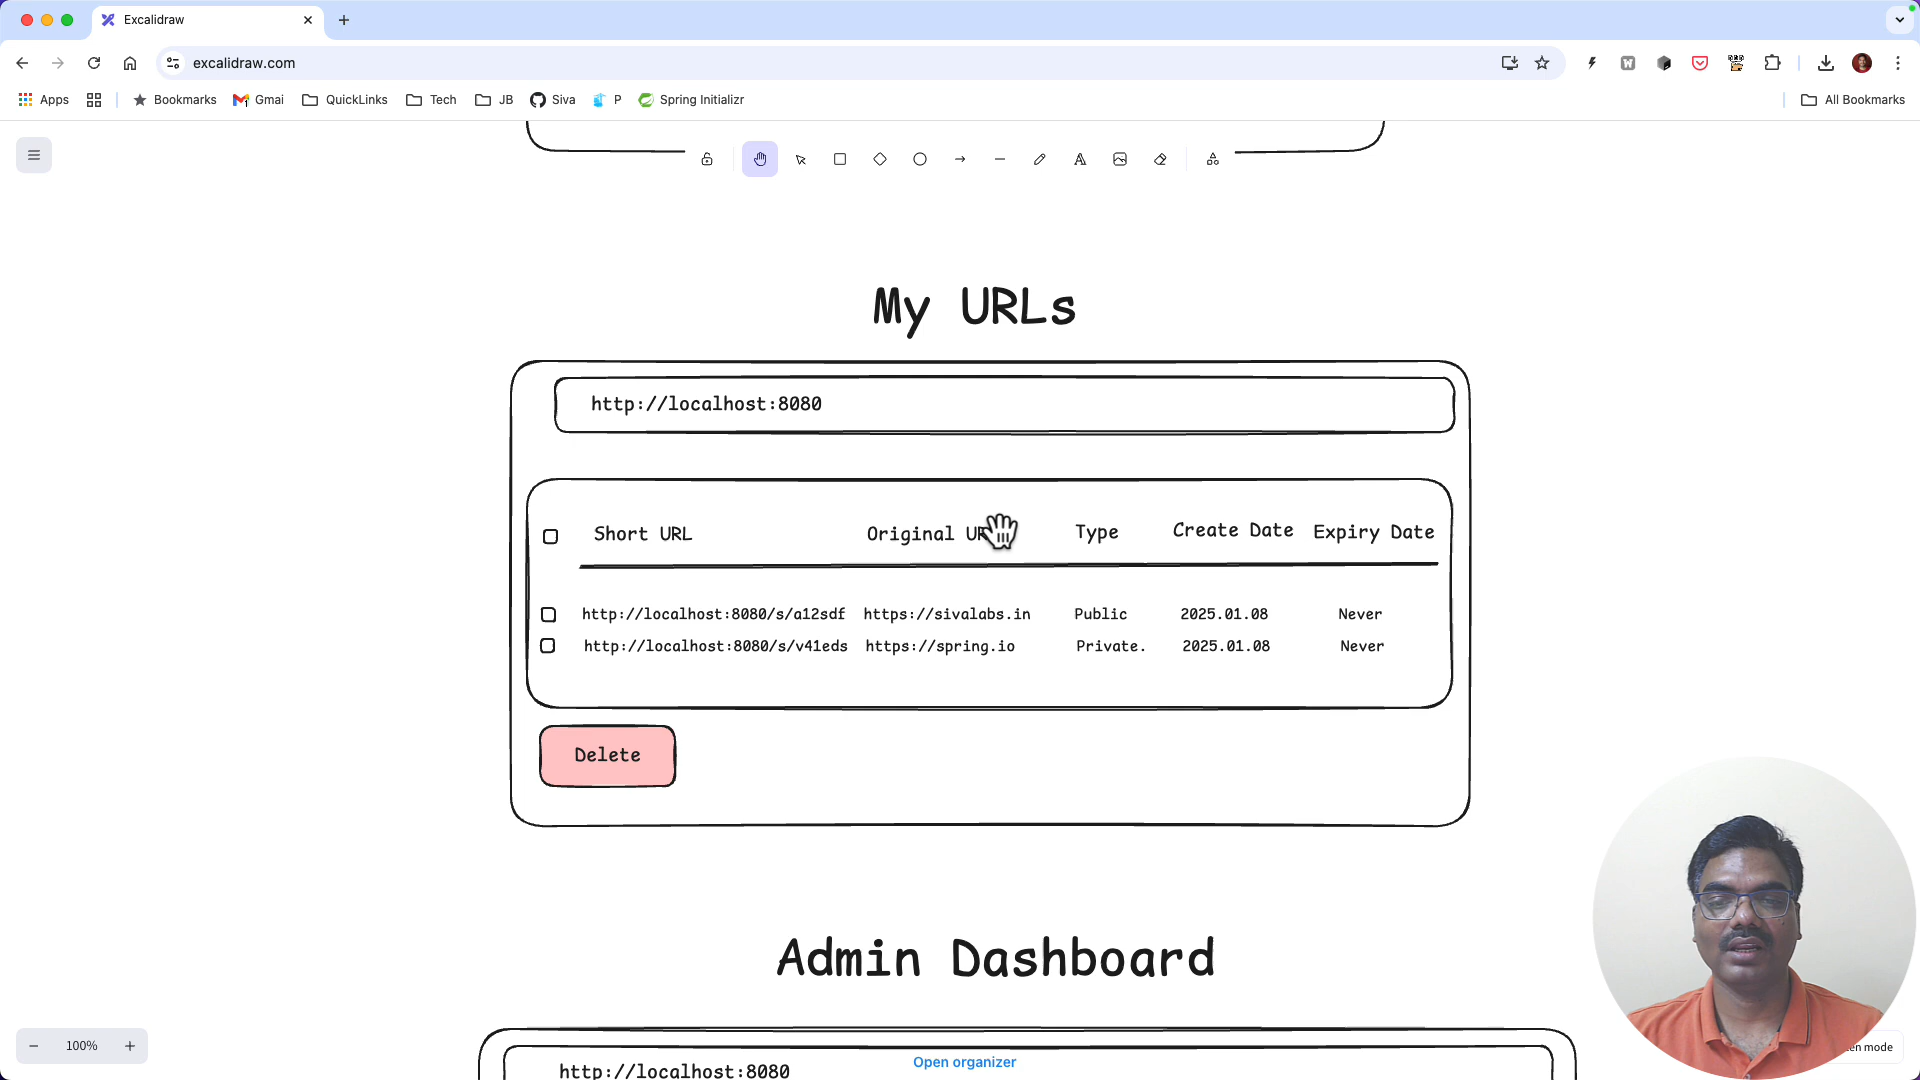 Excalidraw
excalidraw.com
Apps Bookmarks Gmai QuickLinks Tech JB Siva P Spring Initializr All Bookmarks
My URLs
http://localhost:8080
Short URL Original Type Create Date Expiry Date
http://localhost:8080/s/a12sdf https://sivalabs.in Public 2025.01.08 Never
http://localhost:8080/s/v41eds https://spring.io Private. 2025.01.08 Never
Delete
Admin Dashboard
http://localhost:8080
100%
Open organizer
mode